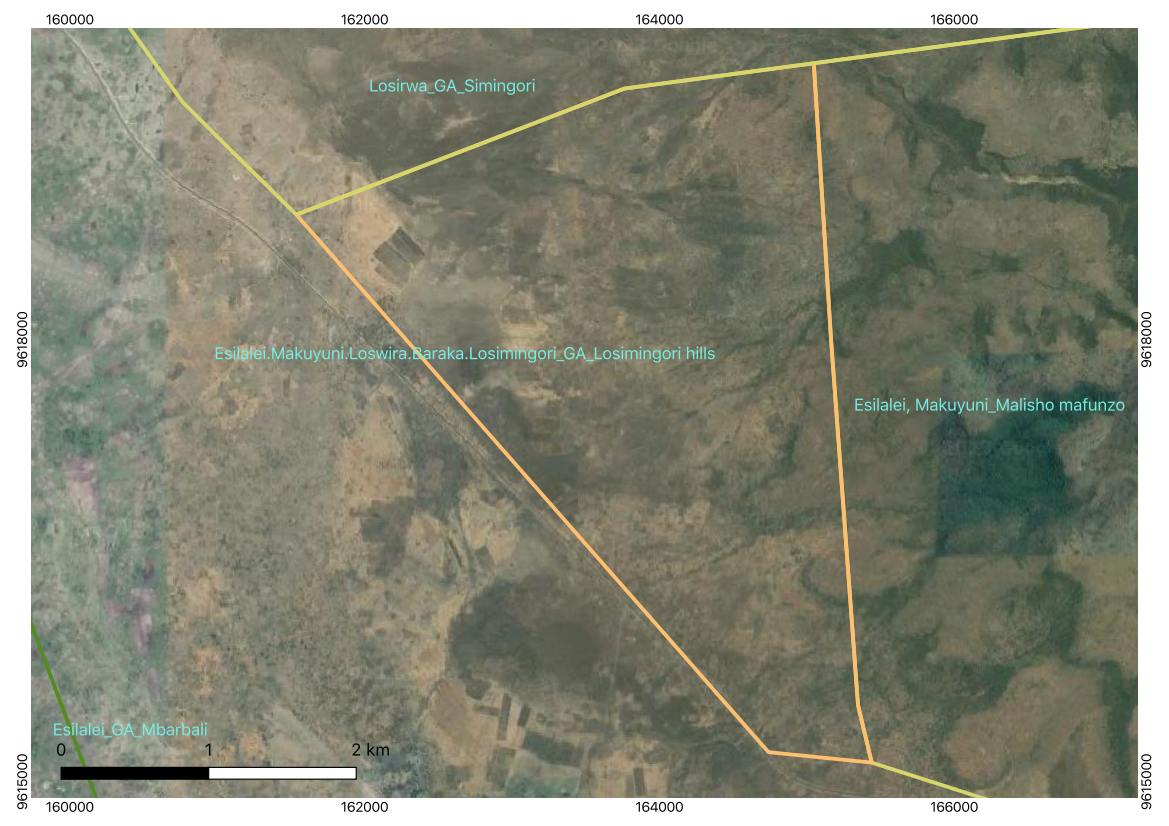 160000 162000 164000 166000
Losirwa_GA_Simingori
9618000 9618000
Esilalei.Makuyuni.Loswira.Baraka.Losimingori_GA_Losimingori hills
Esilalei, Makuyuni_Malisho mafunzo
Esilalei_GA_Mbarbali
0 1 2 km
9615000 9615000
160000 162000 164000 166000